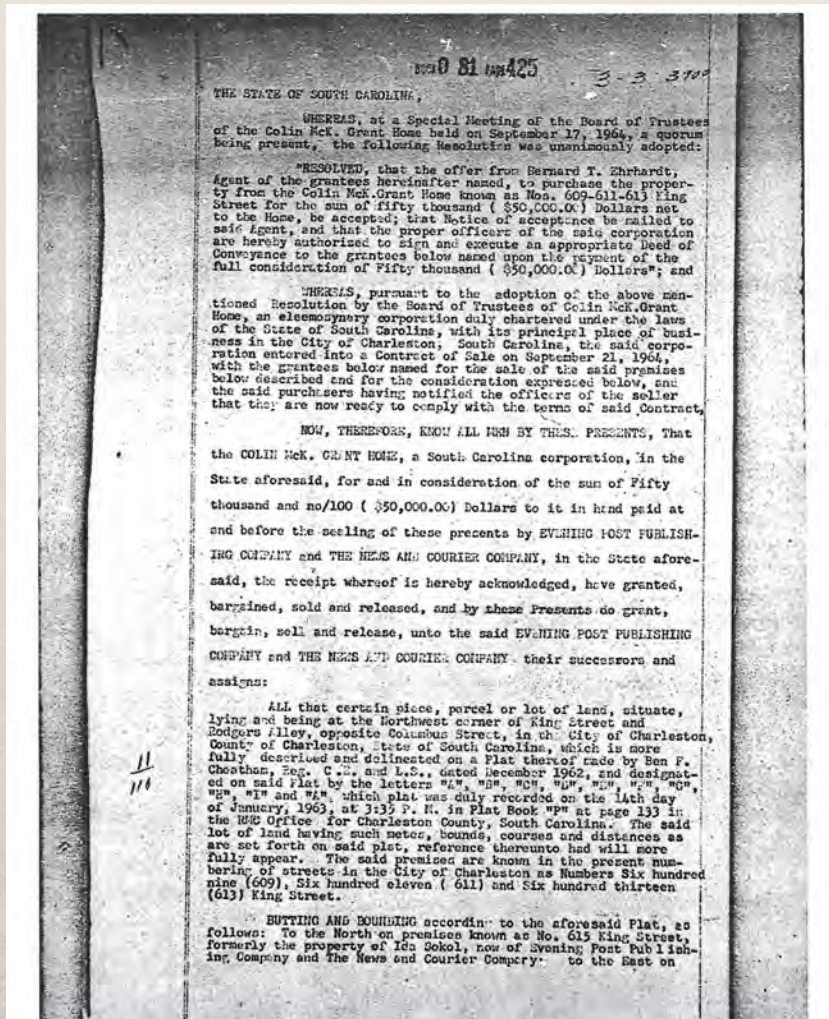 BOOK O 81 PAGE 425
3-3 3700
THE STATE OF SOUTH CAROLINA,
WHEREAS, at a Special Meeting of the Board of Trustees
of the Colin McK. Grant Home held on September 17, 1964, a quorum
being present, the following Resolution was unanimously adopted:
"RESOLVED, that the offer from Bernard T. Ehrhardt,
Agent of the grantees hereinafter named, to purchase the proper-
ty from the Colin McK.Grant Home known as Nos. 609-611-613 King
Street for the sum of fifty thousand ( $50,000.00) Dollars net
to the Home, be accepted; that Notice of acceptance be mailed to
said Agent, and that the proper officers of the said corporation
are hereby authorized to sign and execute an appropriate Deed of
Conveyance to the grantees below named upon the payment of the
full consideration of Fifty thousand ( $50,000.00) Dollars"; and
WHEREAS, pursuant to the adoption of the above men-
tioned Resolution by the Board of Trustees of Colin McK.Grant
Home, an eleemosynary corporation duly chartered under the laws
of the State of South Carolina, with its principal place of busi-
ness in the City of Charleston, South Carolina, the said corpo-
ration entered into a Contract of Sale on September 21, 1964,
with the grantees below named for the sale of the said premises
below described and for the consideration expressed below, and
the said purchasers having notified the officers of the seller
that they are now ready to comply with the terms of said Contract,
NOW, THEREFORE, KNOW ALL MEN BY THESE PRESENTS, That
the COLIN McK. GRANT HOME, a South Carolina corporation, in the
State aforesaid, for and in consideration of the sum of Fifty
thousand and no/100 ( $50,000.00) Dollars to it in hand paid at
and before the sealing of these presents by EVENING POST PUBLISH-
ING COMPANY and THE NEWS AND COURIER COMPANY, in the State afore-
said, the receipt whereof is hereby acknowledged, have granted,
bargained, sold and released, and by these Presents do grant,
bargain, sell and release, unto the said EVENING POST PUBLISHING
COMPANY and THE NEWS AND COURIER COMPANY their successors and
assigns:
ALL that certain piece, parcel or lot of land, situate,
lying and being at the Northwest corner of King Street and
Rodgers Alley, opposite Columbus Street, in the City of Charleston,
County of Charleston, State of South Carolina, which is more
fully described and delineated on a Plat thereof made by Ben F.
Cheatham, Reg. C.E. and L.S., dated December 1962, and designat-
ed on said Plat by the letters "A", "B", "C", "D", "E", "F", "G",
"H", "I" and "A", which plat was duly recorded on the 14th day
of January, 1963, at 3:35 P. M. in Plat Book "P" at page 133 in
the RMC Office for Charleston County, South Carolina. The said
lot of land having such metes, bounds, courses and distances as
are set forth on said plat, reference thereunto had will more
fully appear. The said premises are known in the present num-
bering of streets in the City of Charleston as Numbers Six hundred
nine (609), Six hundred eleven ( 611) and Six hundred thirteen
(613) King Street.
11
116
BUTTING AND BOUNDING according to the aforesaid Plat, as
follows: To the North on premises known as No. 615 King Street,
formerly the property of Ida Sokol, now of Evening Post Publish-
ing Company and The News and Courier Company to the East on